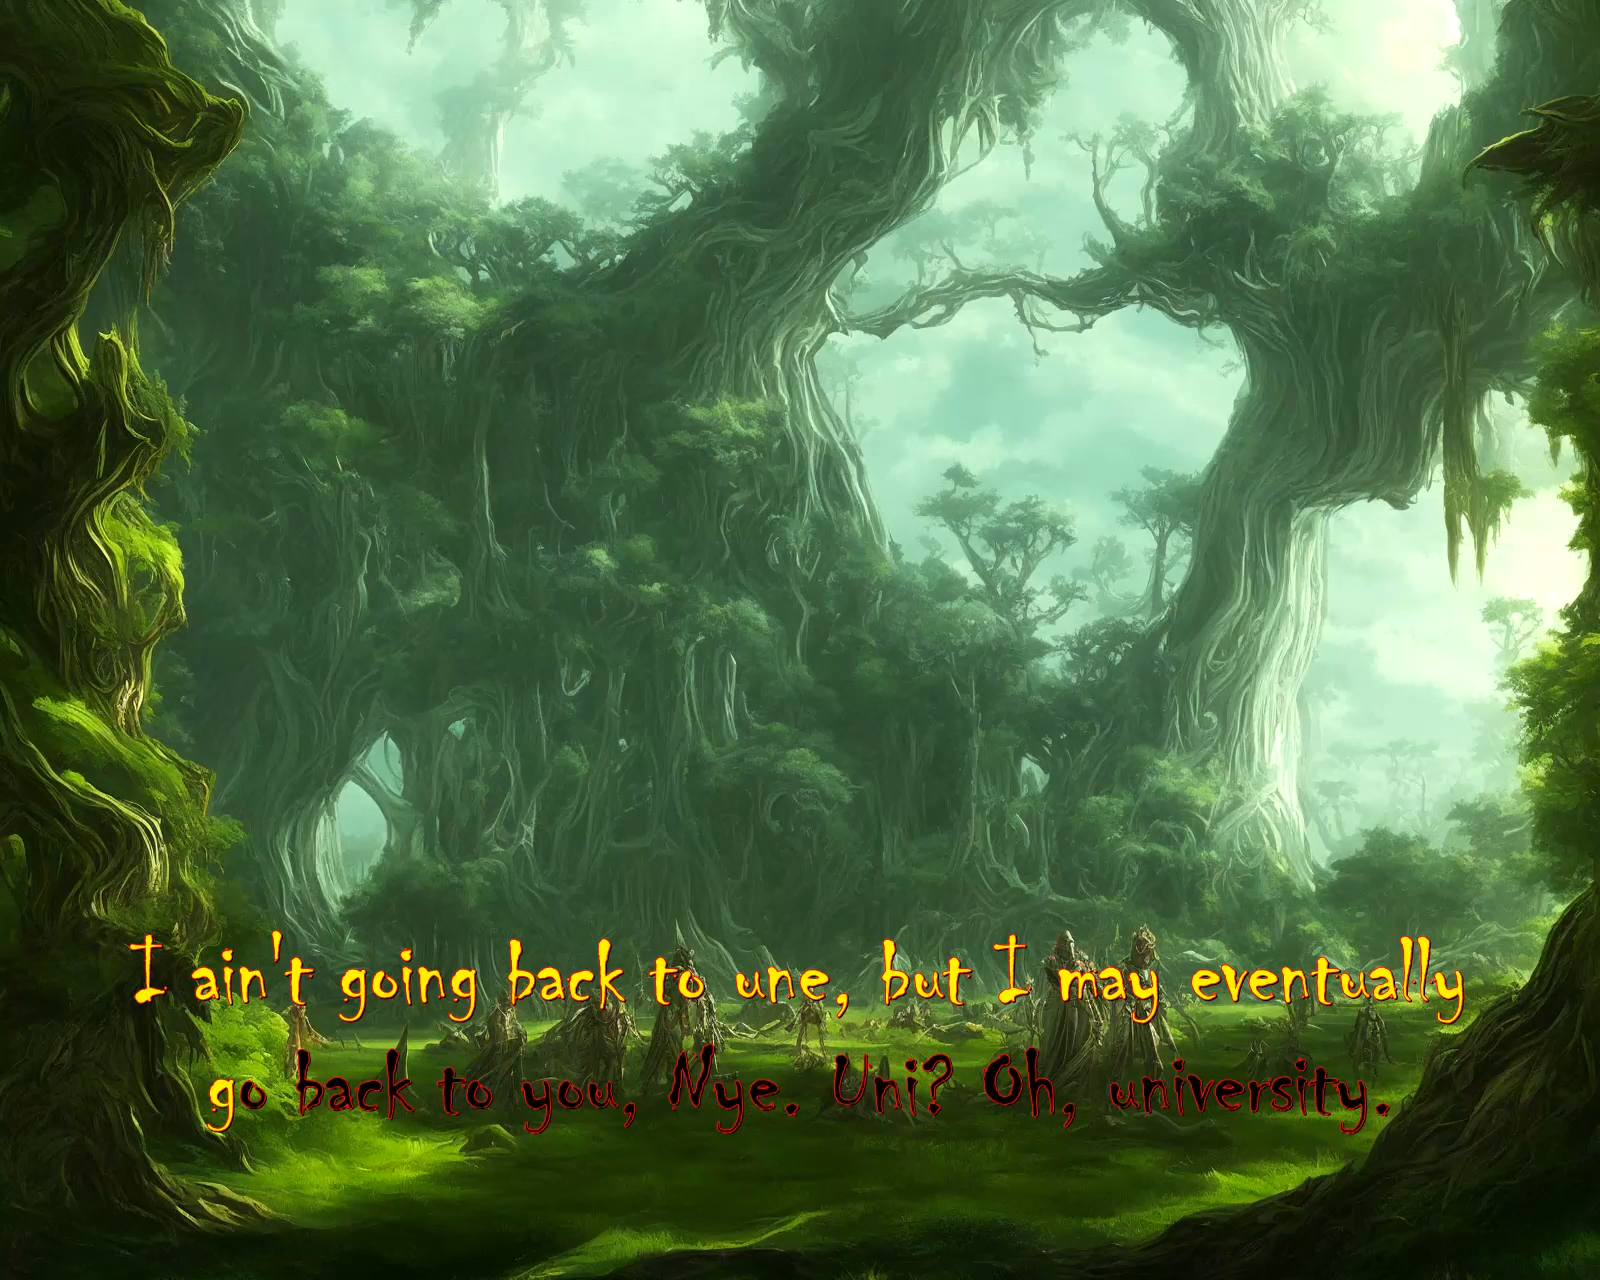 I ain't going back to une, but I may eventually
go back to you, Nye. Uni? Oh, university.